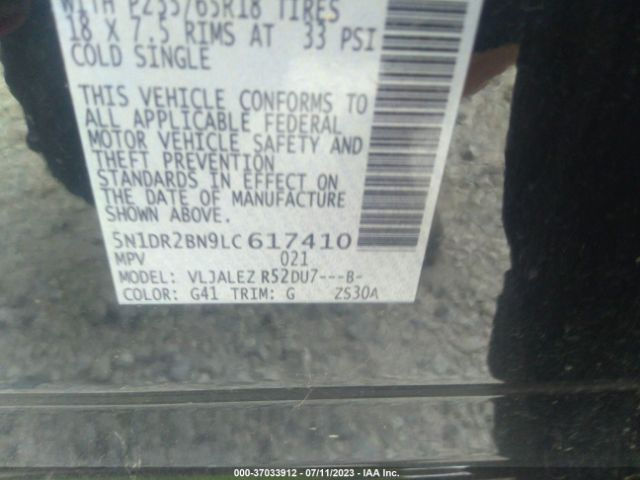 WITH P255/65R18 TIRES
18 X 7.5 RIMS AT 33 PSI
COLD SINGLE
THIS VEHICLE CONFORMS TO
ALL APPLICABLE FEDERAL
MOTOR VEHICLE SAFETY AND
THEFT PREVENTION
STANDARDS IN EFFECT ON
THE DATE OF MANUFACTURE
SHOWN ABOVE.
5N1DR2BN9LC617410
MPV 021
MODEL: VLJALEZ R52DU7---B-
COLOR: G41 TRIM: G ZS30A
000-37033912 - 07/11/2023 - IAA Inc.